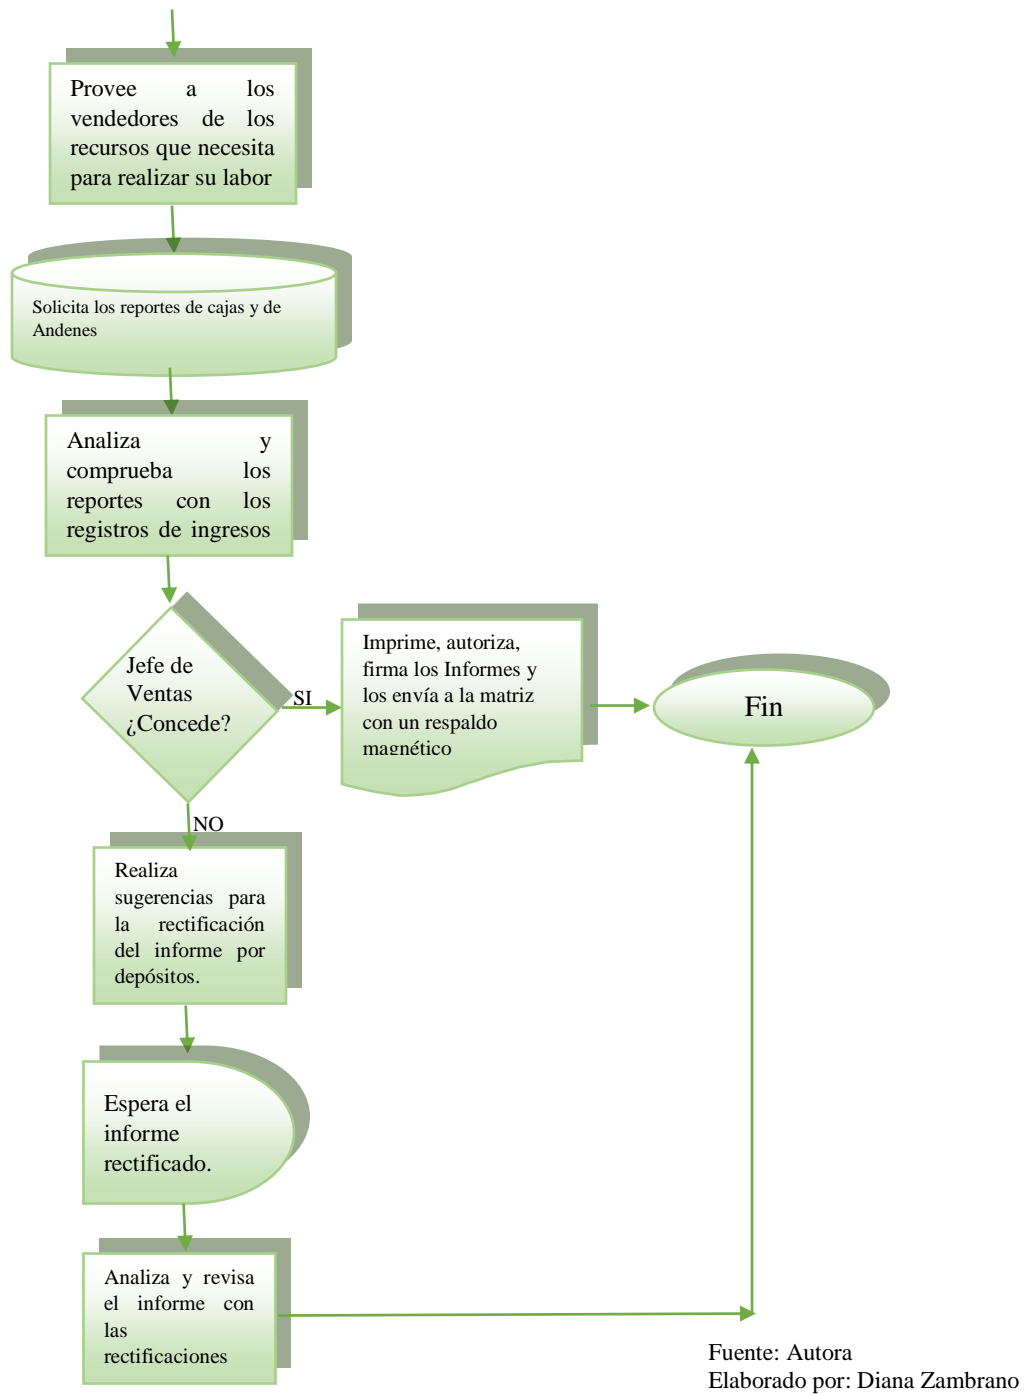 Provee a los
vendedores de los
recursos que necesita
para realizar su labor
Solicita los reportes de cajas y de
Andenes
Analiza y
comprueba los
reportes con los
registros de ingresos
Jefe de
Ventas
¿Concede?
SI
Imprime, autoriza,
firma los Informes y
los envía a la matriz
con un respaldo
magnético
Fin
NO
Realiza
sugerencias para
la rectificación
del informe por
depósitos.
Espera el
informe
rectificado.
Analiza y revisa
el informe con
las
rectificaciones
Fuente: Autora
Elaborado por: Diana Zambrano